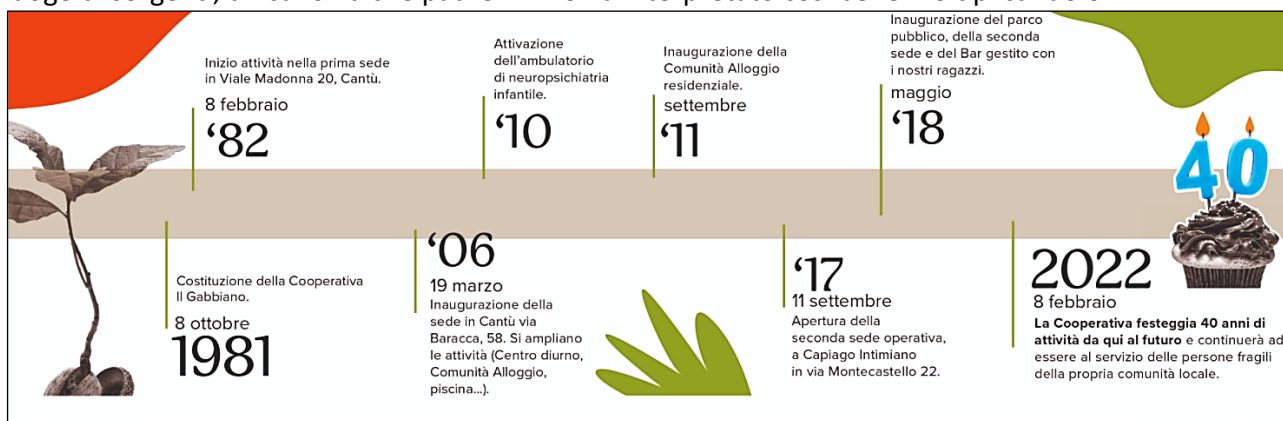 Inizio attività nella prima sede
in Viale Madonna 20, Cantù.
8 febbraio
'82
Attivazione
dell'ambulatorio
di neuropsichiatria
infantile.
'10
Inaugurazione della
Comunità Alloggio
residenziale.
settembre
'11
Inaugurazione del parco
pubblico, della seconda
sede e del Bar gestito con
i nostri ragazzi.
maggio
'18
40
Costituzione della Cooperativa
Il Gabbiano.
8 ottobre
1981
'06
19 marzo
Inaugurazione della
sede in Cantù via
Baracca, 58. Si ampliano
le attività (Centro diurno,
Comunità Alloggio,
piscina...).
'17
11 settembre
Apertura della
seconda sede operativa,
a Capiago Intimiano
in via Montecastello 22.
2022
8 febbraio
La Cooperativa festeggia 40 anni di
attività da qui al futuro e continuerà ad
essere al servizio delle persone fragili
della propria comunità locale.